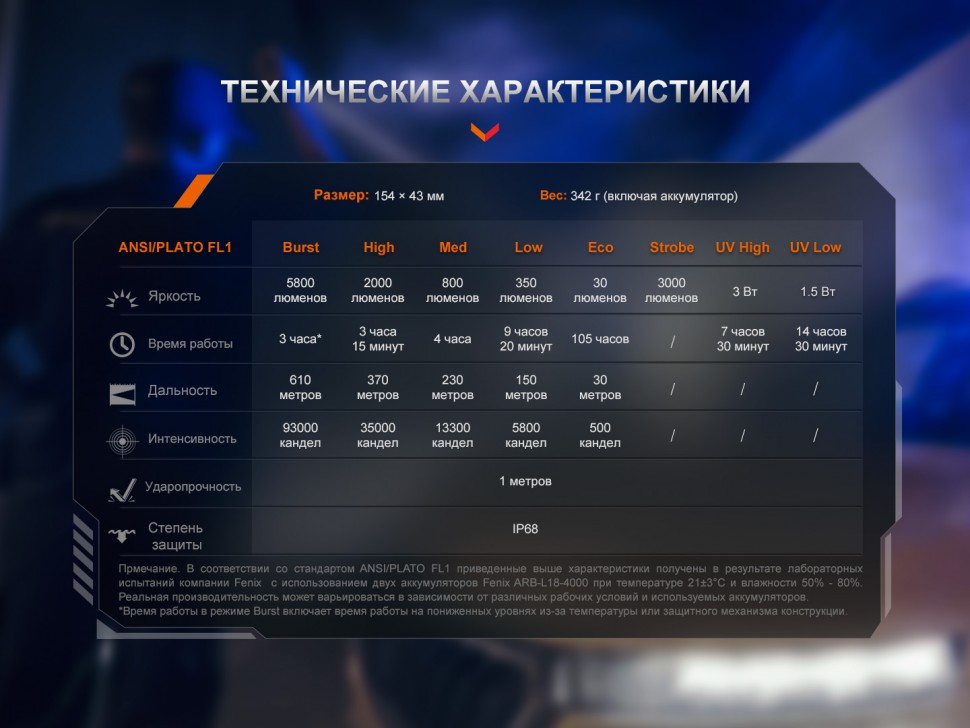 ТЕХНИЧЕСКИЕ ХАРАКТЕРИСТИКИ
Размер: 154 × 43 мм Вес: 342 г (включая аккумулятор)
ANSI/PLATO FL1 Burst High Med Low Eco Strobe UV High UV Low
Яркость 5800 люменов 2000 люменов 800 люменов 350 люменов 30 люменов 3000 люменов 3 Вт 1.5 Вт
Время работы 3 часа* 3 часа 15 минут 4 часа 9 часов 20 минут 105 часов / 7 часов 30 минут 14 часов 30 минут
Дальность 610 метров 370 метров 230 метров 150 метров 30 метров / / /
Интенсивность 93000 кандел 35000 кандел 13300 кандел 5800 кандел 500 кандел / / /
Ударопрочность 1 метров
Степень защиты IP68
Прмечание. В соответствии со стандартом ANSI/PLATO FL1 приведенные выше характеристики получены в результате лабораторных
испытаний компании Fenix с использованием двух аккумуляторов Fenix ARB-L18-4000 при температуре 21±3°C и влажности 50% - 80%.
Реальная производительность может варьироваться в зависимости от различных рабочих условий и используемых аккумуляторов.
*Время работы в режиме Burst включает время работы на пониженных уровнях из-за температуры или защитного механизма конструкции.